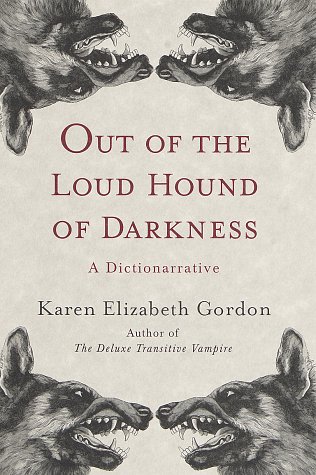 Out of the
Loud Hound
of Darkness
A Dictionarrative
Karen Elizabeth Gordon
Author of
The Deluxe Transitive Vampire